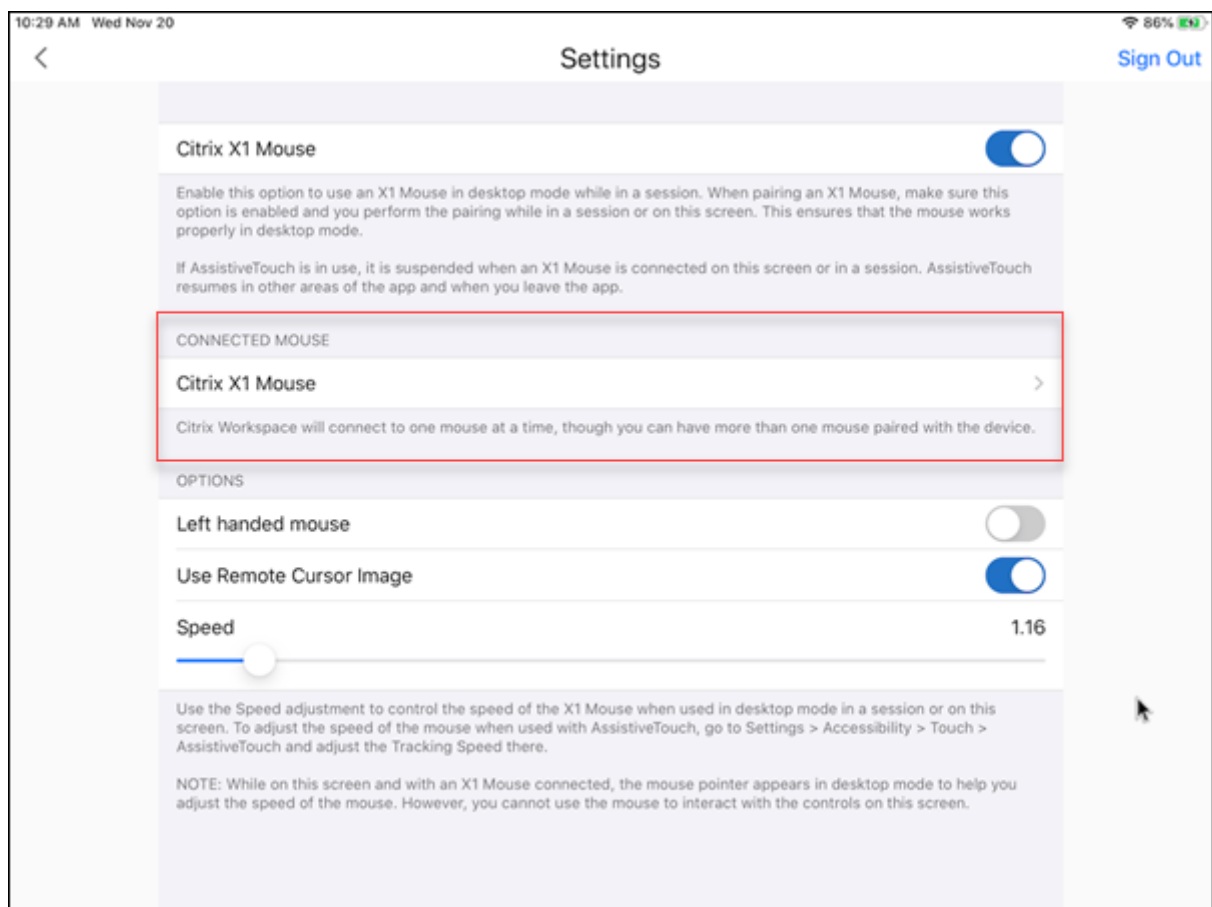 10:29 AM Wed Nov 20
86%
Settings
Sign Out
Citrix X1 Mouse
Enable this option to use an X1 Mouse in desktop mode while in a session. When pairing an X1 Mouse, make sure this
option is enabled and you perform the pairing while in a session or on this screen. This ensures that the mouse works
properly in desktop mode.
If AssistiveTouch is in use, it is suspended when an X1 Mouse is connected on this screen or in a session. AssistiveTouch
resumes in other areas of the app and when you leave the app.
CONNECTED MOUSE
Citrix X1 Mouse
Citrix Workspace will connect to one mouse at a time, though you can have more than one mouse paired with the device.
OPTIONS
Left handed mouse
Use Remote Cursor Image
Speed 1.16
Use the Speed adjustment to control the speed of the X1 Mouse when used in desktop mode in a session or on this
screen. To adjust the speed of the mouse when used with AssistiveTouch, go to Settings > Accessibility > Touch >
AssistiveTouch and adjust the Tracking Speed there.
NOTE: While on this screen and with an X1 Mouse connected, the mouse pointer appears in desktop mode to help you
adjust the speed of the mouse. However, you cannot use the mouse to interact with the controls on this screen.